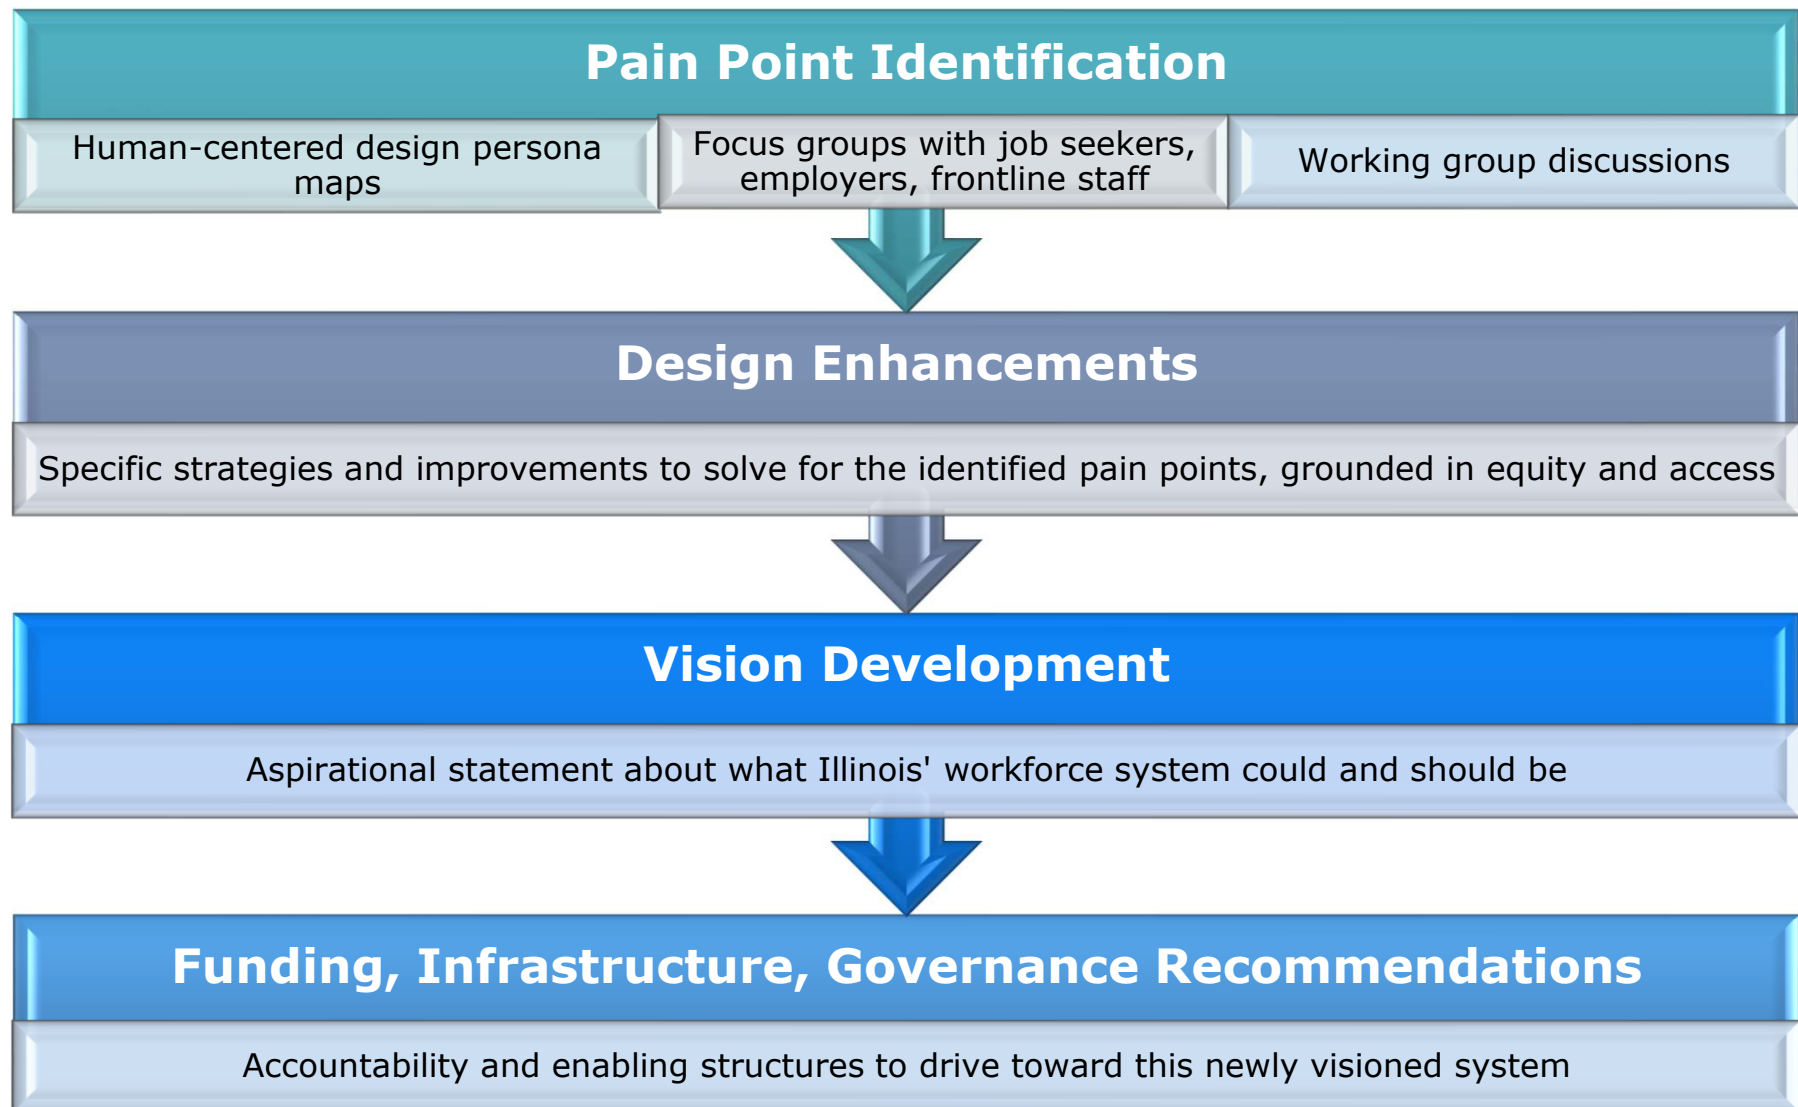 Pain Point Identification
Human-centered design persona
maps
Focus groups with job seekers,
employers, frontline staff
Working group discussions
Design Enhancements
Specific strategies and improvements to solve for the identified pain points, grounded in equity and access
Vision Development
Aspirational statement about what Illinois' workforce system could and should be
Funding, Infrastructure, Governance Recommendations
Accountability and enabling structures to drive toward this newly visioned system